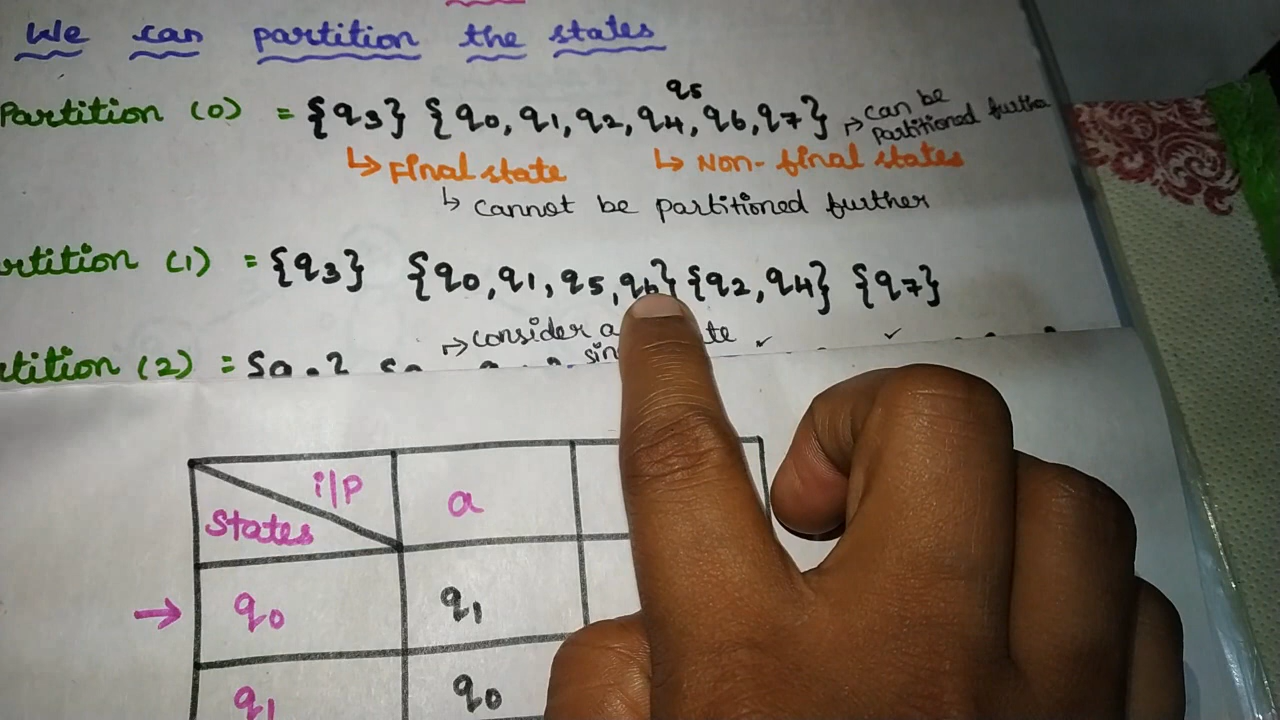 We can partition the states
q5
Partition (0) = {q3} {q0, q1, q2, q4, q6, q7} ↳ can be partitioned further
↳ Final state ↳ Non-final states
↳ cannot be partitioned further
rtition (1) = {q3} {q0, q1, q5, q6} {q2, q4} {q7}
↳ consider a
tition (2) =
i/p
States a
→ q0 q1
q1 q0